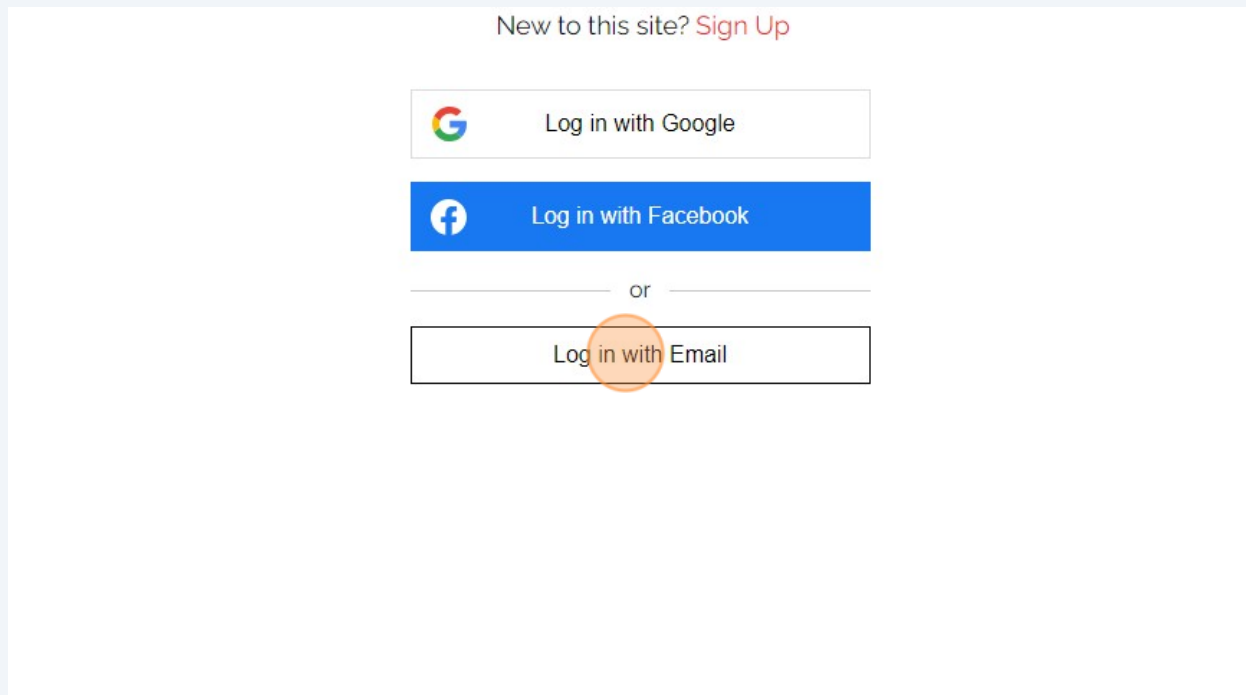 New to this site? Sign Up
Log in with Google
Log in with Facebook
or
Log in with Email